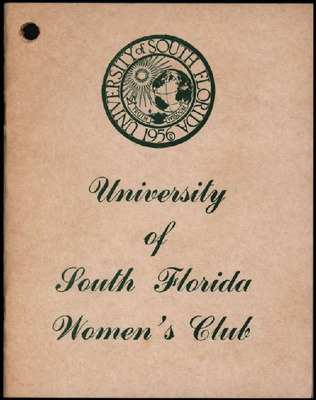 UNIVERSITY of SOUTH FLORIDA
1956
University
of
South Florida
Women's Club